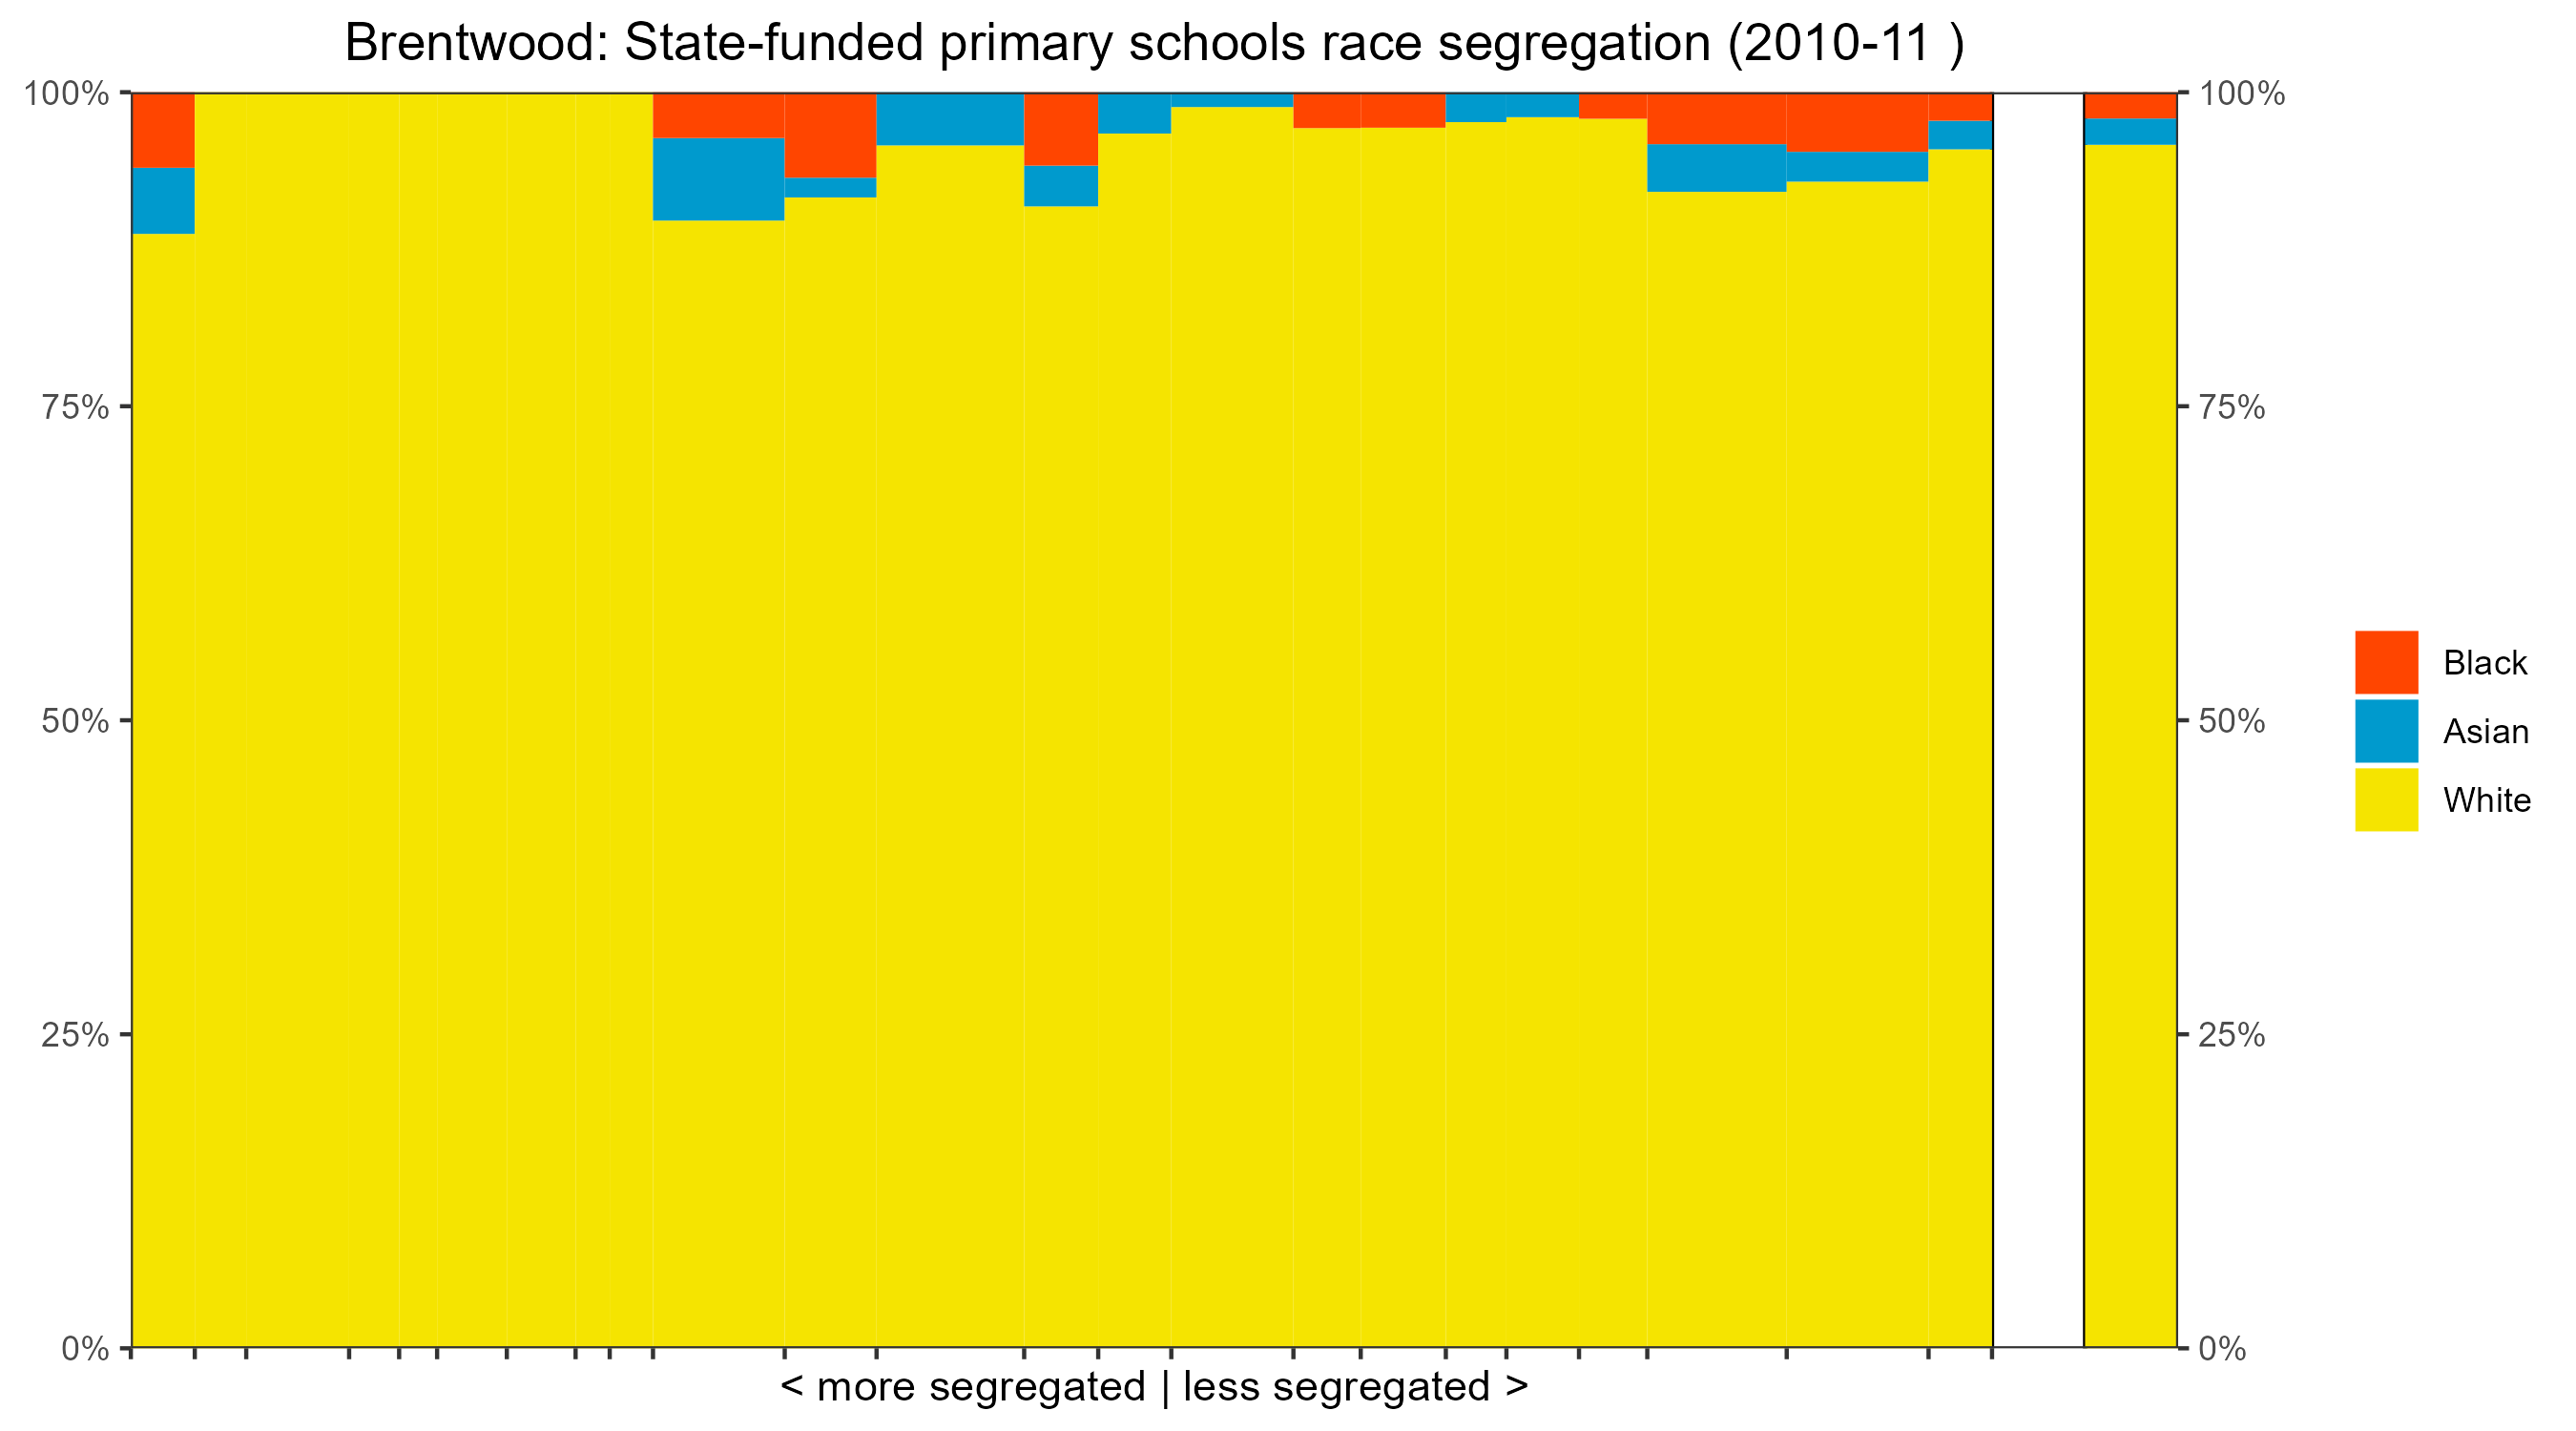 Brentwood: State-funded primary schools race segregation (2010-11 )
100%
75%
50%
25%
0%
100%
75%
50%
25%
0%
Black
Asian
White
< more segregated | less segregated >